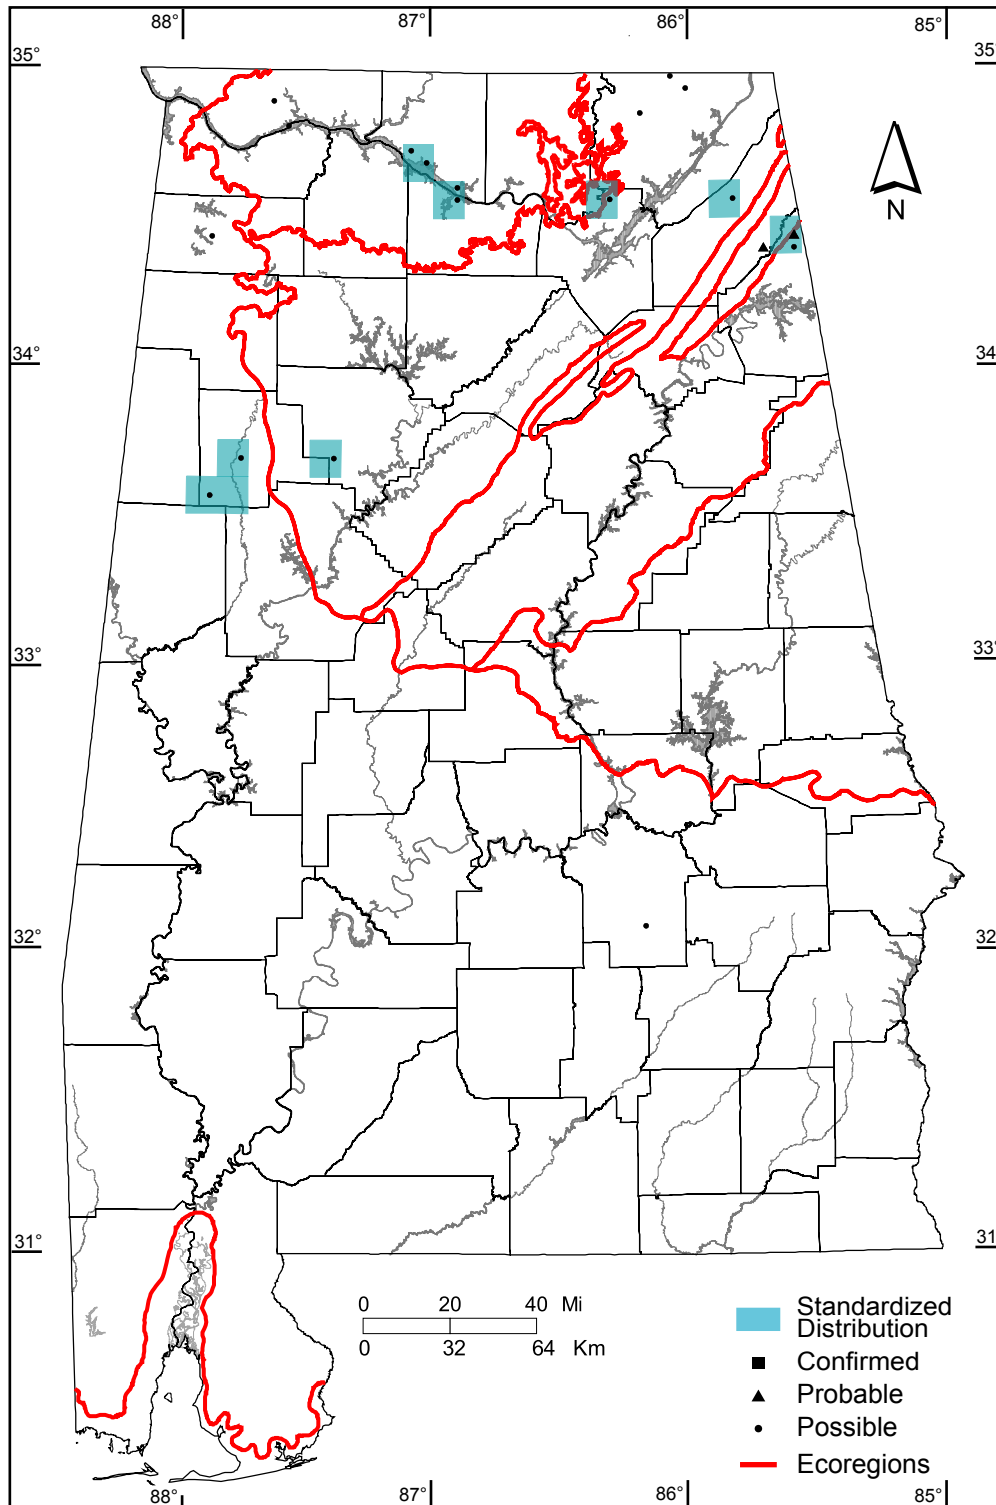 88° 87° 86° 85°
35° 35°
34° 34
33° 33
32° 32
31° 31
N
0 20 40 Mi
0 32 64 Km
Standardized
Distribution
Confirmed
Probable
Possible
Ecoregions
88° 87° 86° 85°